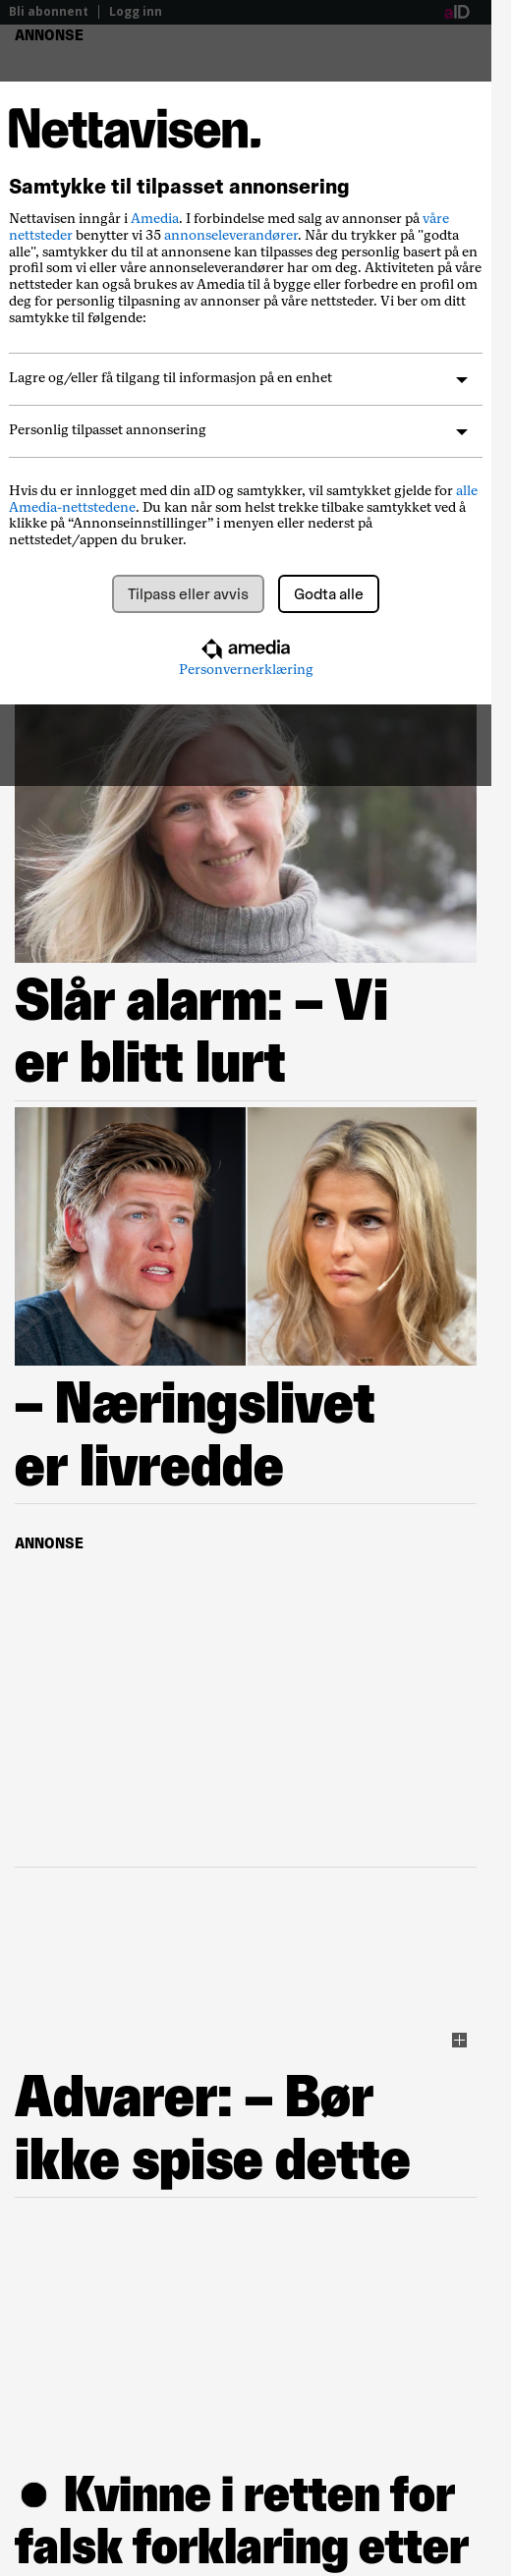 Bli abonnent | Logg inn aID
ANNONSE
Nettavisen.
Samtykke til tilpasset annonsering
Nettavisen inngår i Amedia. I forbindelse med salg av annonser på våre
nettsteder benytter vi 35 annonseleverandører. Når du trykker på "godta
alle", samtykker du til at annonsene kan tilpasses deg personlig basert på en
profil som vi eller våre annonseleverandører har om deg. Aktiviteten på våre
nettsteder kan også brukes av Amedia til å bygge eller forbedre en profil om
deg for personlig tilpasning av annonser på våre nettsteder. Vi ber om ditt
samtykke til følgende:
Lagre og/eller få tilgang til informasjon på en enhet
Personlig tilpasset annonsering
Hvis du er innlogget med din aID og samtykker, vil samtykket gjelde for alle
Amedia-nettstedene. Du kan når som helst trekke tilbake samtykket ved å
klikke på “Annonseinnstillinger” i menyen eller nederst på
nettstedet/appen du bruker.
Tilpass eller avvis Godta alle
amedia
Personvernerklæring
Slår alarm: – Vi
er blitt lurt
– Næringslivet
er livredde
ANNONSE
Advarer: – Bør
ikke spise dette
● Kvinne i retten for
falsk forklaring etter